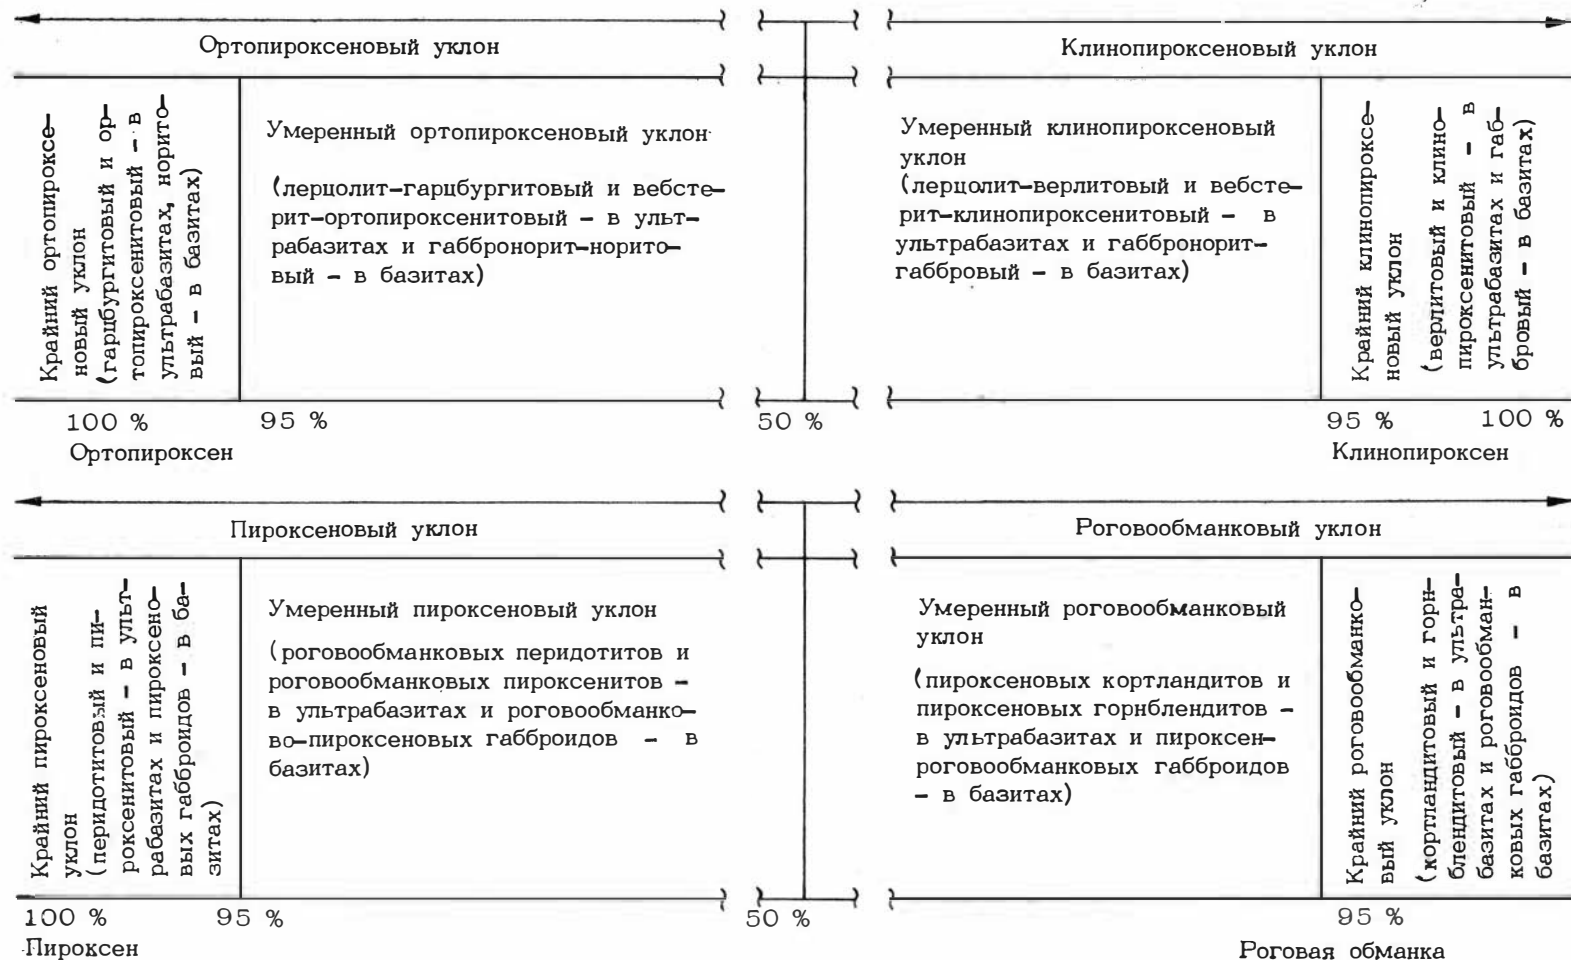 Ортопироксеновый уклон
Клинопироксеновый уклон
Крайний ортопироксе-
новый уклон
(гарцбургитовый и ор-
топироксенитовый - в
ультрабазитах, норито-
вый - в базитах)
Умеренный ортопироксеновый уклон
(лерцолит-гарцбургитовый и вебсте-
рит-ортопироксенитовый - в ульт-
рабазитах и габбронорит-норито-
вый - в базитах)
Умеренный клинопироксеновый
уклон
(лерцолит-верлитовый и вебсте-
рит-клинопироксенитовый - в
ультрабазитах и габбронорит-
габбровый - в базитах)
Крайний клинопироксе-
новый уклон
(верлитовый и клино-
пироксенитовый - в
ультрабазитах и габ-
бровый - в базитах)
100 %
95 %
50 %
95 %
100 %
Ортопироксен
Клинопироксен
Пироксеновый уклон
Роговообманковый уклон
Крайний пироксеновый
уклон
(перидотитовый и пи-
роксенитовый - в ульт-
рабазитах и пироксено-
вых габброидов - в ба-
зитах)
Умеренный пироксеновый уклон
(роговообманковых перидотитов и
роговообманковых пироксенитов -
в ультрабазитах и роговообманко-
во-пироксеновых габброидов - в
базитах)
Умеренный роговообманковый
уклон
(пироксеновых кортландитов и
пироксеновых горнблендитов -
в ультрабазитах и пироксен-
роговообманковых габброидов
- в базитах)
Крайний роговообманко-
вый уклон
(кортландитовый и горн-
блендитовый - в ультра-
базитах и роговообман-
ковых габброидов - в
базитах)
100 %
95 %
50 %
95 %
Пироксен
Роговая обманка